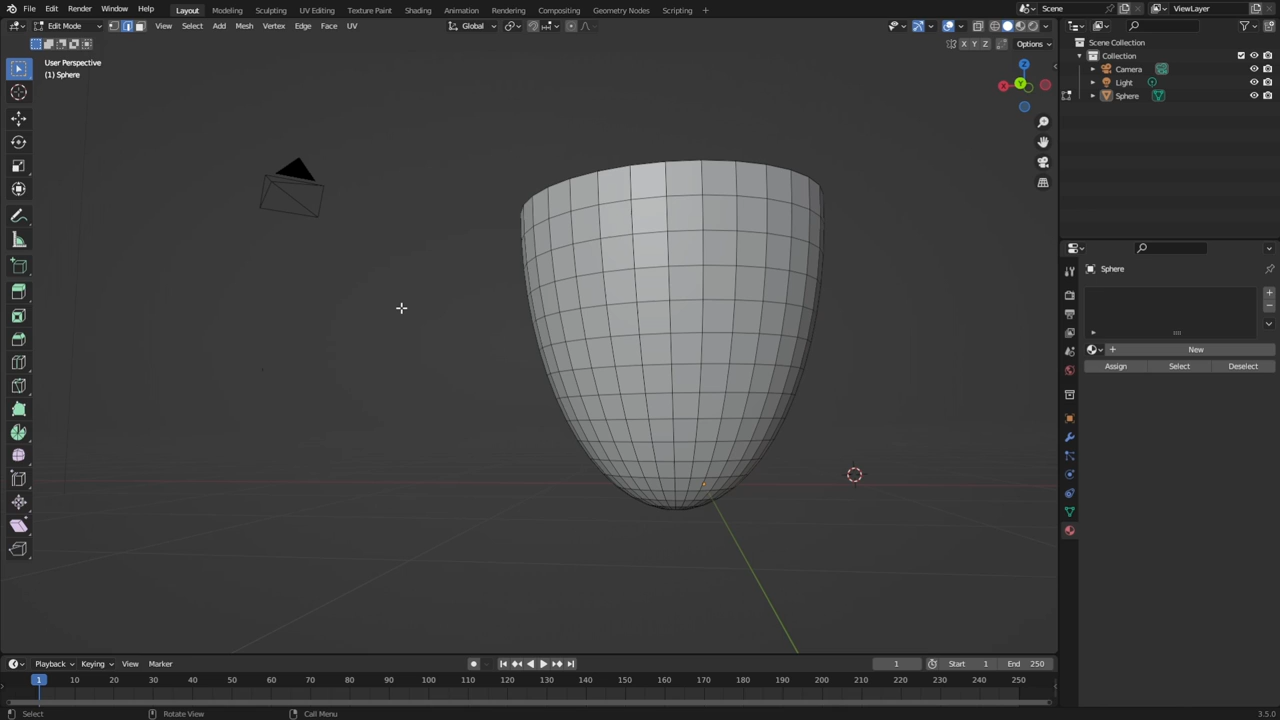 File Edit Render Window Help Layout Modeling Sculpting UV Editing Texture Paint Shading Animation Rendering Compositing Geometry Nodes Scripting + Scene ViewLayer
Edit Mode View Select Add Mesh Vertex Edge Face UV Global
X Y Z Options
User Perspective
(1) Sphere
Z
X Y
Scene Collection
Collection
Camera
Light
Sphere
Sphere
+ New
Assign Select Deselect
Playback Keying View Marker 1 Start 1 End 250
1 10 20 30 40 50 60 70 80 90 100 110 120 130 140 150 160 170 180 190 200 210 220 230 240 250
Select Rotate View Call Menu 3.5.0